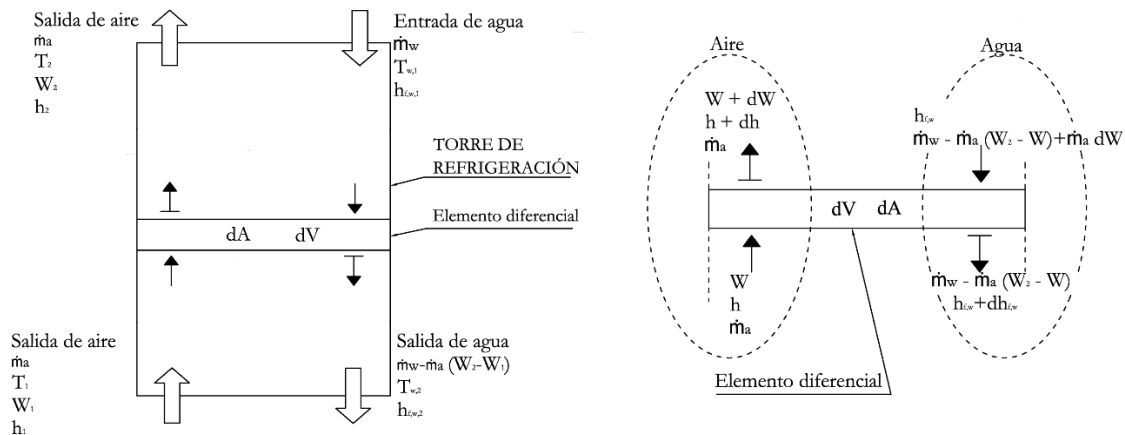 Salida de aire
ṁa
T₂
W₂
h₂
Entrada de agua
ṁw
Tw,1
hf,w,1
TORRE DE
REFRIGERACIÓN
Elemento diferencial
dA dV
Salida de aire
ṁa
T₁
W₁
h₁
Salida de agua
ṁw-ṁa (W₂-W₁)
Tw,2
hf,w,2
Aire
W + dW
h + dh
ṁa
W
h
ṁa
dV dA
Agua
hf,w
ṁw - ṁa (W₂ - W)+ṁa dW
ṁw - ṁa (W₂ - W)
hf,w+dhf,w
Elemento diferencial